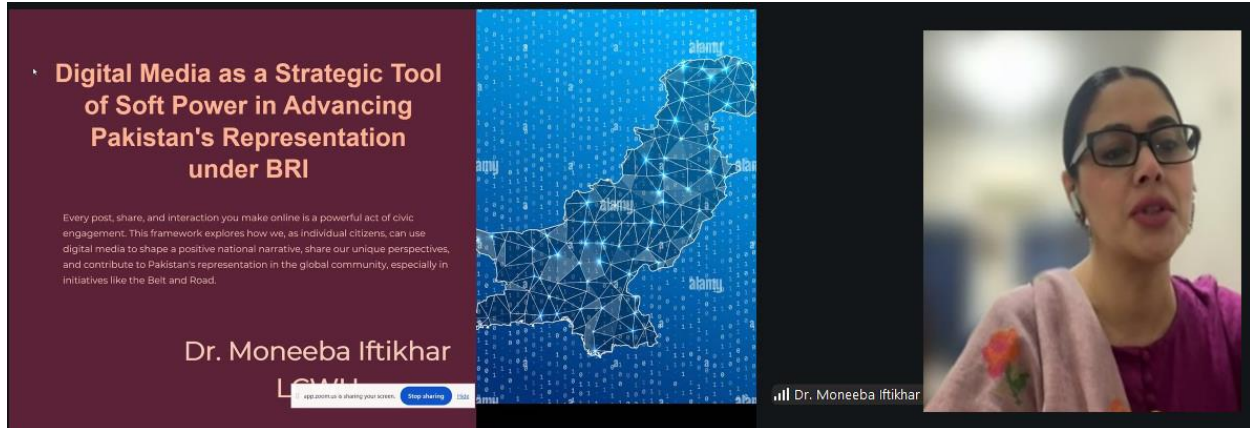 Digital Media as a Strategic Tool
of Soft Power in Advancing
Pakistan's Representation
under BRI
Every post, share, and interaction you make online is a powerful act of civic
engagement. This framework explores how we, as individual citizens, can use
digital media to shape a positive national narrative, share our unique perspectives,
and contribute to Pakistan's representation in the global community, especially in
initiatives like the Belt and Road.
Dr. Moneeba Iftikhar
app.zoom.us is sharing your screen. Stop sharing Hide
alamy
alamy
alamy
alamy
Dr. Moneeba Iftikhar